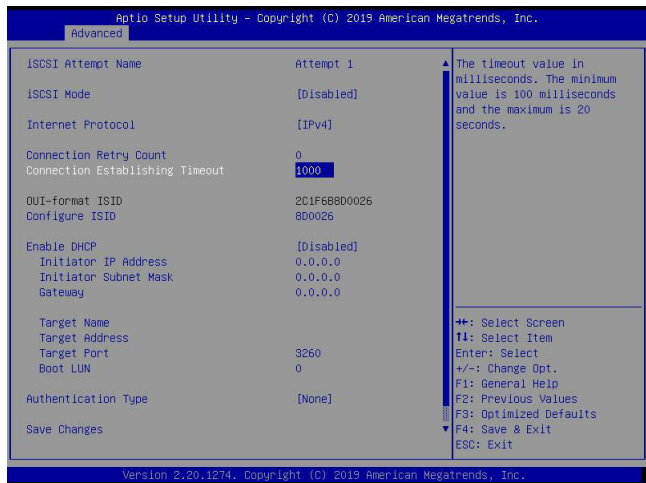 Aptio Setup Utility – Copyright (C) 2019 American Megatrends, Inc.
Advanced
iSCSI Attempt Name Attempt 1
iSCSI Mode [Disabled]
Internet Protocol [IPv4]
Connection Retry Count 0
Connection Establishing Timeout 1000
OUI-format ISID 2C1F6B8D0026
Configure ISID 8D0026
Enable DHCP [Disabled]
Initiator IP Address 0.0.0.0
Initiator Subnet Mask 0.0.0.0
Gateway 0.0.0.0
Target Name
Target Address
Target Port 3260
Boot LUN 0
Authentication Type [None]
Save Changes
The timeout value in
milliseconds. The minimum
value is 100 milliseconds
and the maximum is 20
seconds.
→←: Select Screen
↑↓: Select Item
Enter: Select
+/-: Change Opt.
F1: General Help
F2: Previous Values
F3: Optimized Defaults
F4: Save & Exit
ESC: Exit
Version 2.20.1274. Copyright (C) 2019 American Megatrends, Inc.